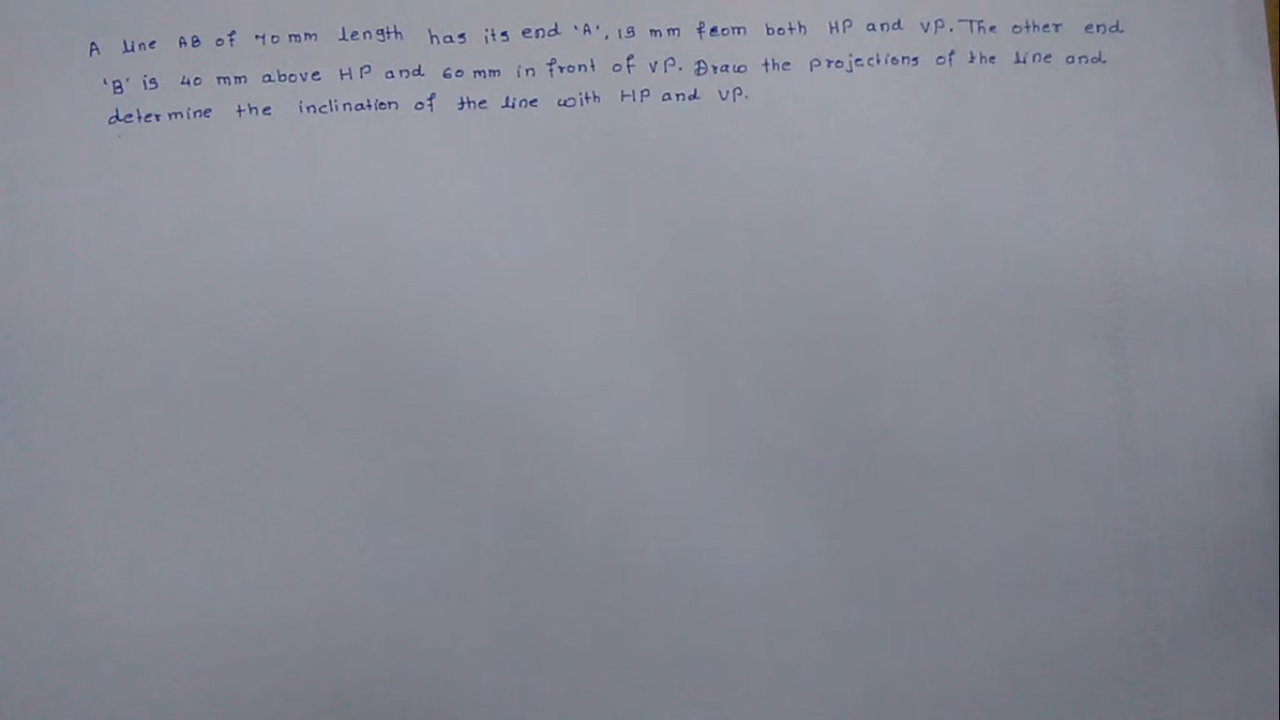 A line AB of 70 mm length has its end 'A', 15 mm from both HP and VP. The other end
'B' is 40 mm above HP and 60 mm in front of VP. Draw the projections of the line and
determine the inclination of the line with HP and VP.